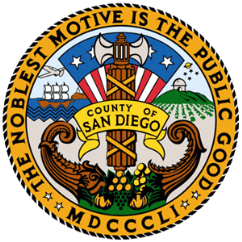 THE NOBLEST MOTIVE IS THE PUBLIC GOOD
COUNTY OF
SAN DIEGO
MDCCCLI